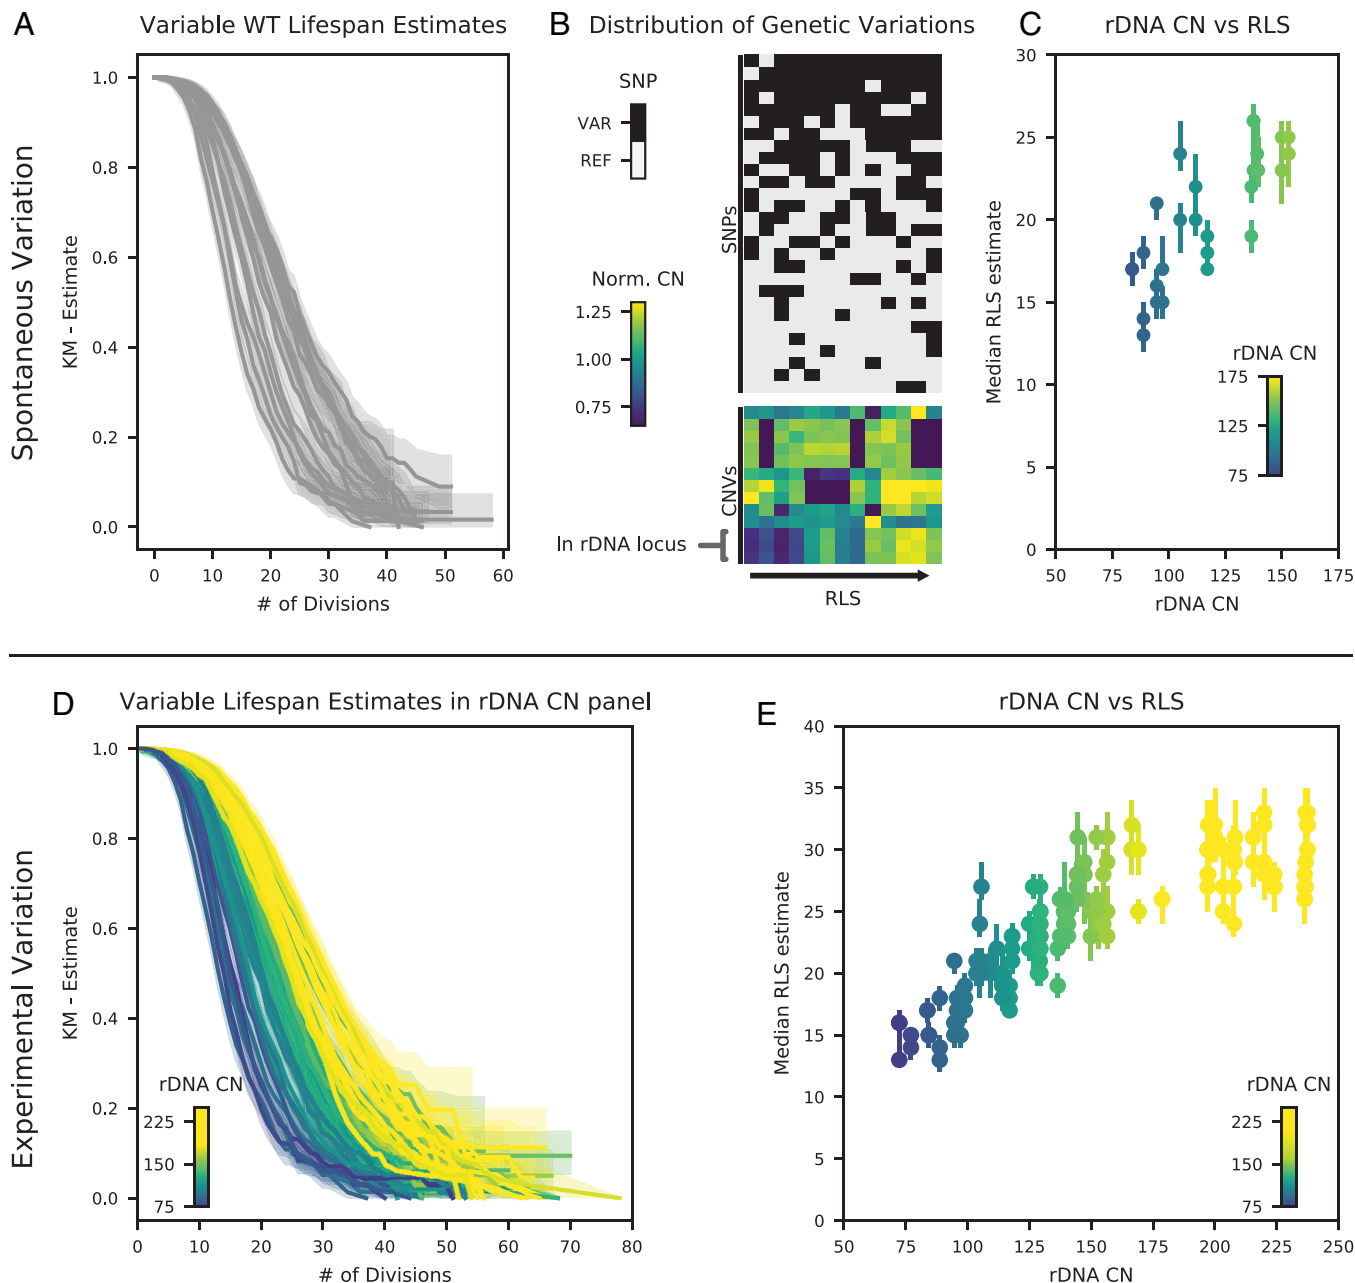 A
Variable WT Lifespan Estimates
Spontaneous Variation
KM - Estimate
1.0
0.8
0.6
0.4
0.2
0.0
0
10
20
30
40
50
60
# of Divisions
B
Distribution of Genetic Variations
SNP
VAR
REF
Norm. CN
1.25
1.00
0.75
SNPs
CNVs
In rDNA locus
RLS
C
rDNA CN vs RLS
Median RLS estimate
30
25
20
15
10
5
0
50
75
100
125
150
175
rDNA CN
rDNA CN
175
125
75
D
Variable Lifespan Estimates in rDNA CN panel
Experimental Variation
KM - Estimate
1.0
0.8
0.6
0.4
0.2
0.0
rDNA CN
225
150
75
0
10
20
30
40
50
60
70
80
# of Divisions
E
rDNA CN vs RLS
Median RLS estimate
40
35
30
25
20
15
10
5
0
rDNA CN
225
150
75
50
75
100
125
150
175
200
225
250
rDNA CN